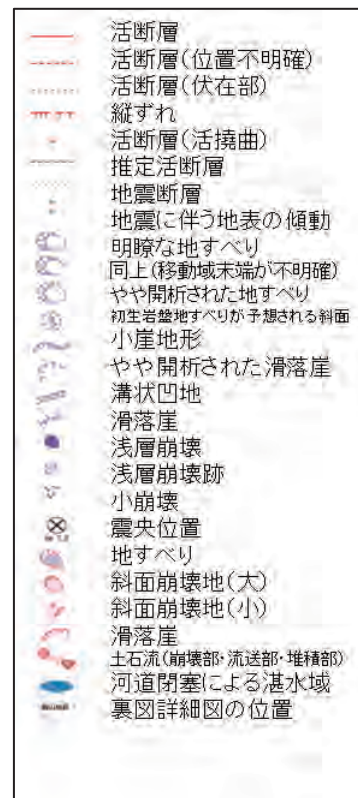 活断層
活断層(位置不明確)
活断層(伏在部)
縦ずれ
活断層(活撓曲)
推定活断層
地震断層
地震に伴う地表の傾動
明瞭な地すべり
同上(移動域末端が不明確)
やや開析された地すべり
初生岩盤地すべりが予想される斜面
小崖地形
やや開析された滑落崖
溝状凹地
滑落崖
浅層崩壊
浅層崩壊跡
小崩壊
震央位置
地すべり
斜面崩壊地(大)
斜面崩壊地(小)
滑落崖
土石流(崩壊部・流送部・堆積部)
河道閉塞による湛水域
裏図詳細図の位置